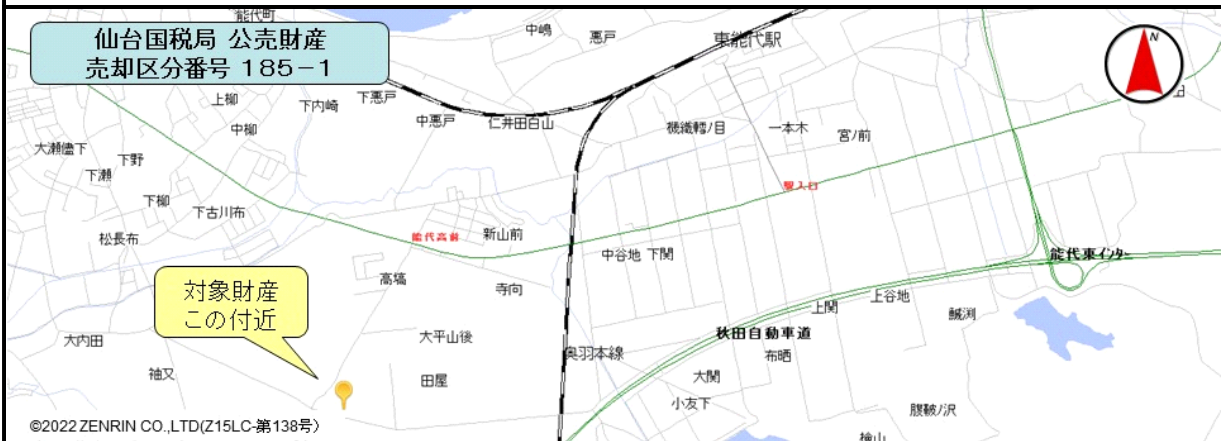 能代町
仙台国税局 公売財産
売却区分番号 185-1
中嶋
悪戸
東能代駅
N
上柳
下内崎
下悪戸
中悪戸
仁井田白山
中柳
機織轌ノ目
一本木
宮ノ前
大瀬儘下
下野
下瀬
下柳
下古川布
駅入口
松長布
能代高前
新山前
中谷地
下関
能代東インター
高塙
寺向
対象財産
この付近
上谷地
上関
鰄渕
大内田
大平山後
秋田自動車道
奥羽本線
布晒
袖又
田屋
大関
小友下
腹鞁ノ沢
檜山
©2022 ZENRIN CO.,LTD(Z15LC-第138号)